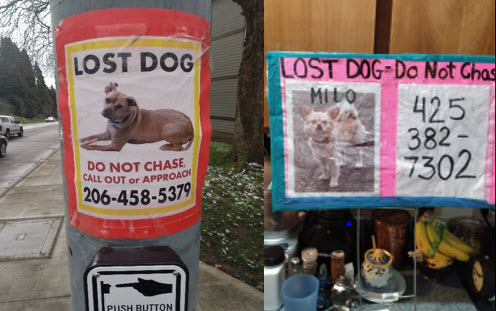 LOST DOG
DO NOT CHASE,
CALL OUT or APPROACH
206-458-5379
PUSH BUTTON
LOST DOG-Do Not Chas
MILO
425
382-
7302